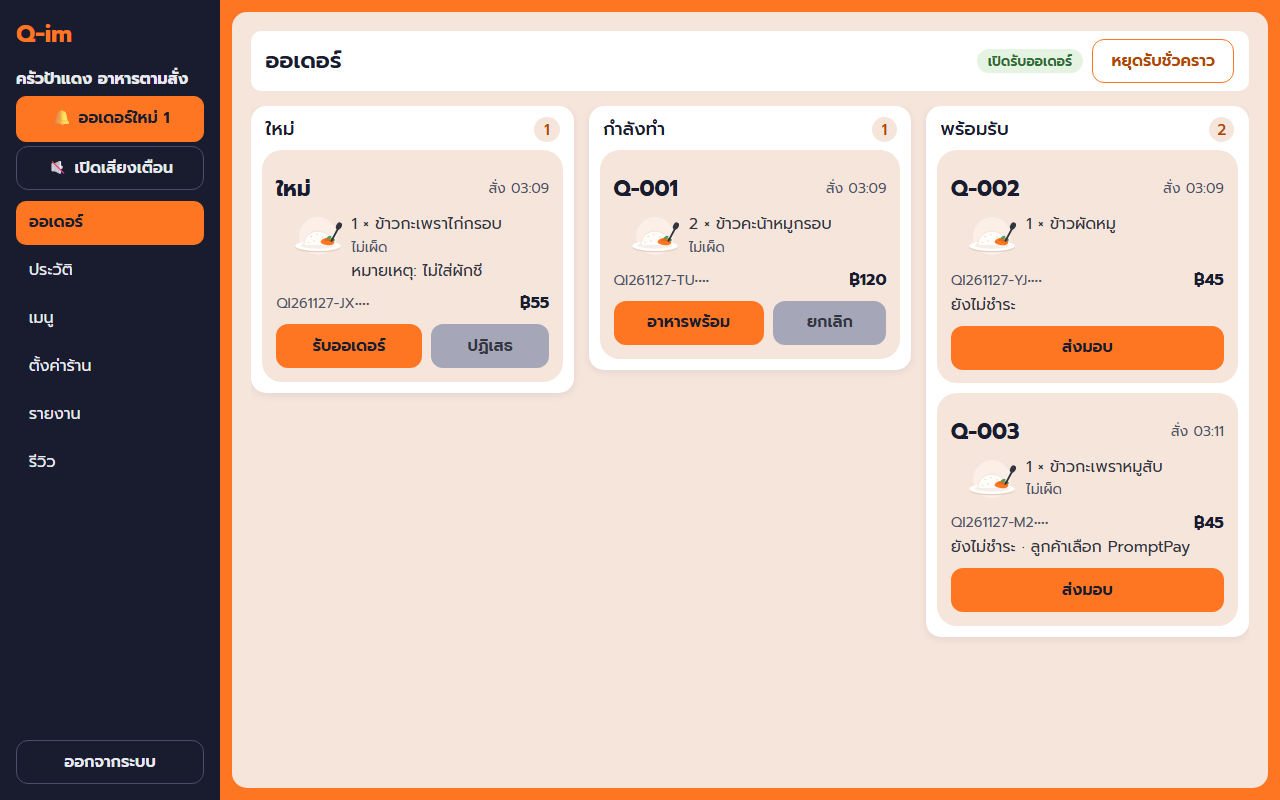 Q-im
ครัวป้าแดง อาหารตามสั่ง
ออเดอร์ใหม่ 1
เปิดเสียงเตือน
ออเดอร์
ประวัติ
เมนู
ตั้งค่าร้าน
รายงาน
รีวิว
ออกจากระบบ
ออเดอร์
เปิดรับออเดอร์
หยุดรับชั่วคราว
ใหม่ 1
ใหม่ สั่ง 03:09
1 × ข้าวกะเพราไก่กรอบ
ไม่เผ็ด
หมายเหตุ: ไม่ใส่ผักชี
QI261127-JX···· ฿55
รับออเดอร์ ปฏิเสธ
กำลังทำ 1
Q-001 สั่ง 03:09
2 × ข้าวคะน้าหมูกรอบ
ไม่เผ็ด
QI261127-TU···· ฿120
อาหารพร้อม ยกเลิก
พร้อมรับ 2
Q-002 สั่ง 03:09
1 × ข้าวผัดหมู
QI261127-YJ···· ฿45
ยังไม่ชำระ
ส่งมอบ
Q-003 สั่ง 03:11
1 × ข้าวกะเพราหมูสับ
ไม่เผ็ด
QI261127-M2···· ฿45
ยังไม่ชำระ · ลูกค้าเลือก PromptPay
ส่งมอบ